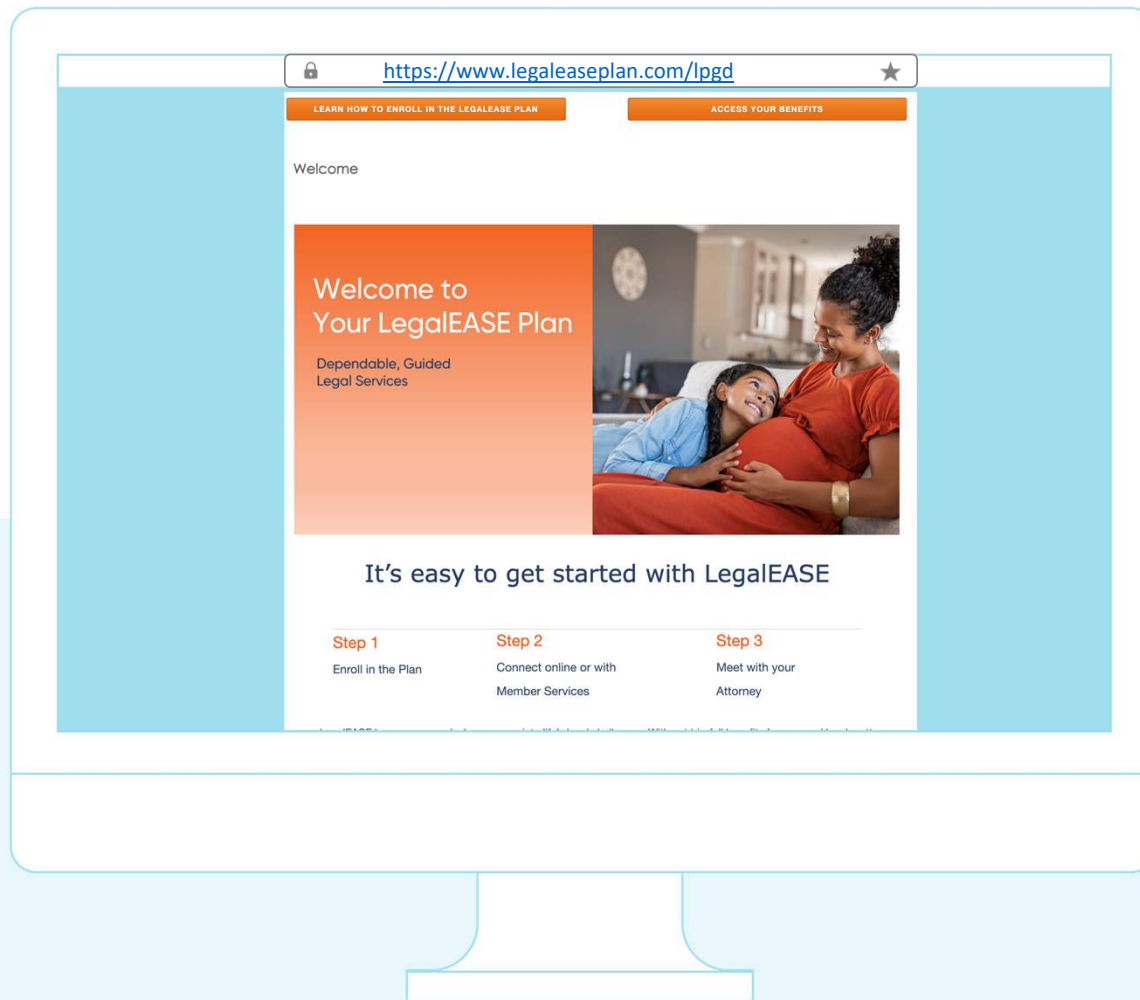 https://www.legaleaseplan.com/lpgd
LEARN HOW TO ENROLL IN THE LEGALEASE PLAN
ACCESS YOUR BENEFITS
Welcome
Welcome to
Your LegalEASE Plan
Dependable, Guided
Legal Services
It's easy to get started with LegalEASE
Step 1
Enroll in the Plan
Step 2
Connect online or with
Member Services
Step 3
Meet with your
Attorney